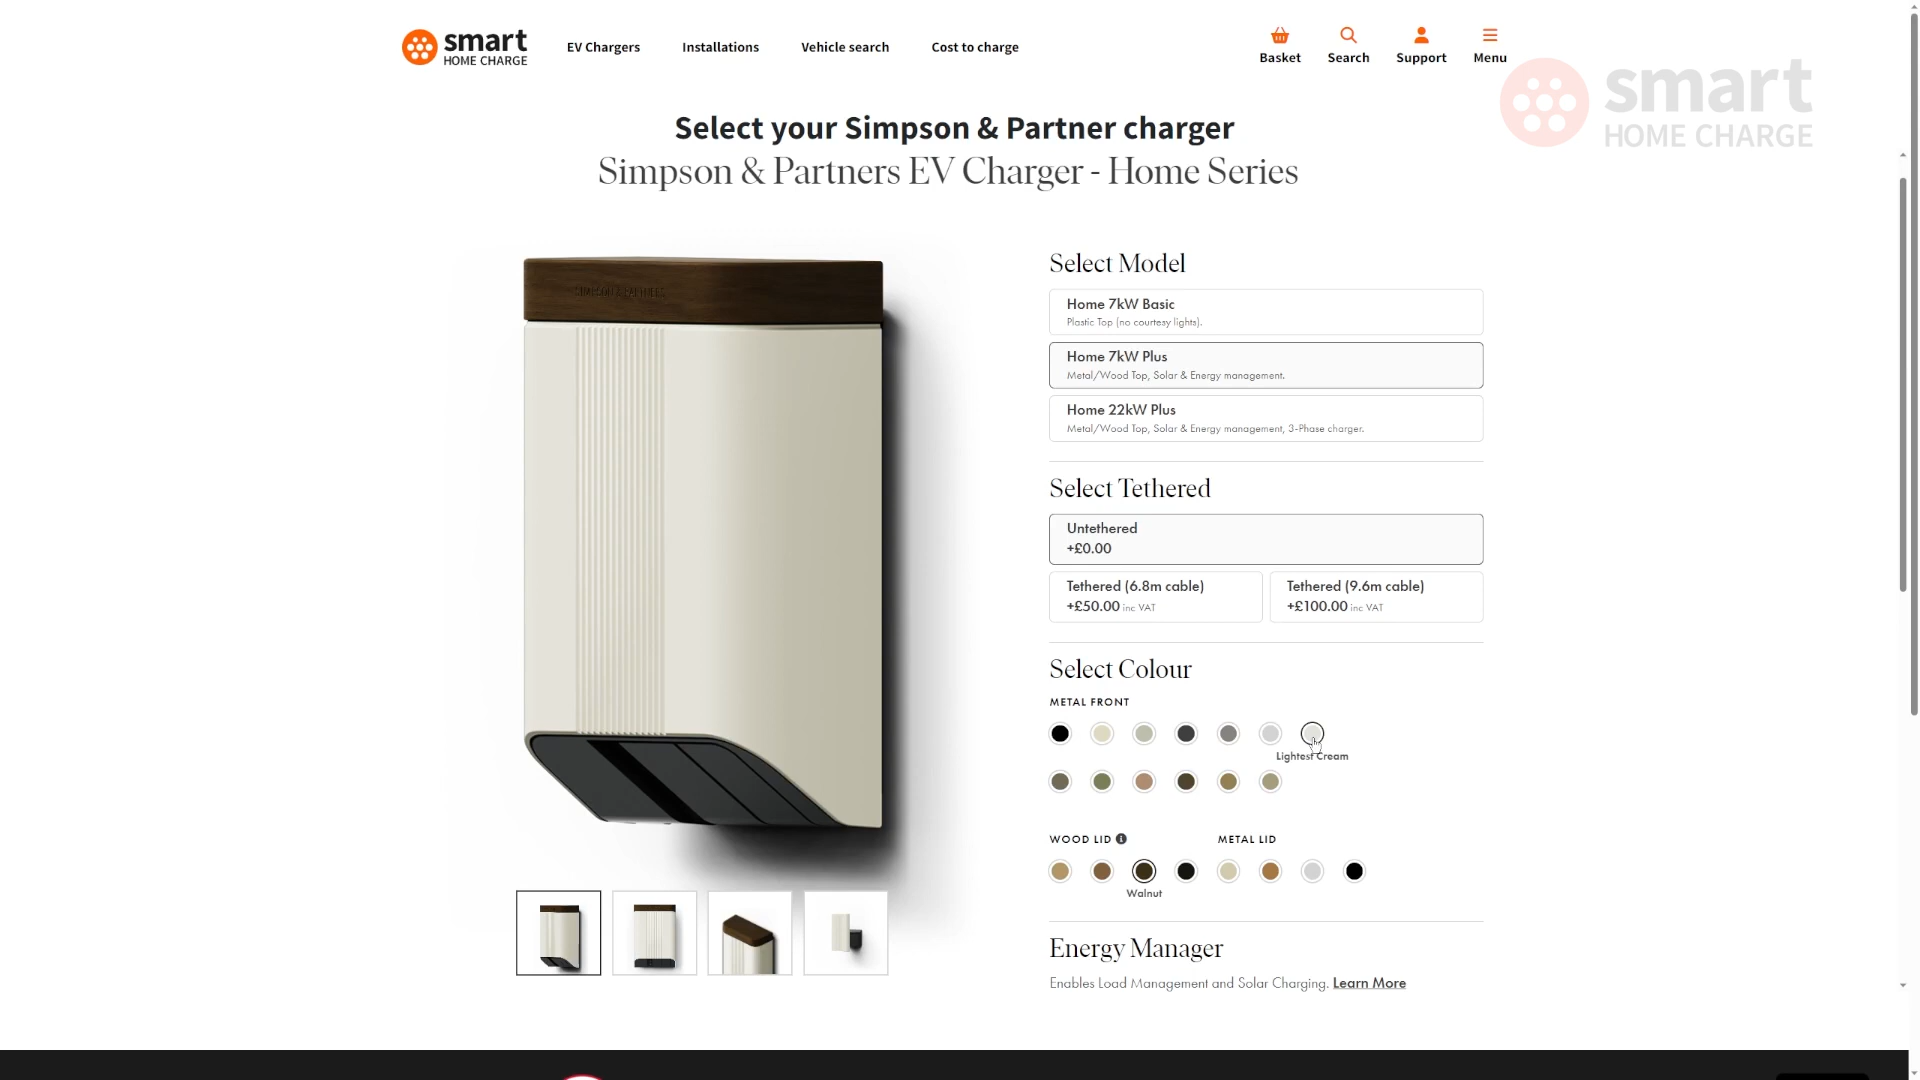 smart
HOME CHARGE
EV Chargers
Installations
Vehicle search
Cost to charge
Basket
Search
Support
Menu
smart
HOME CHARGE
Select your Simpson & Partner charger
Simpson & Partners EV Charger - Home Series
SIMPSON & PARTNERS
Select Model
Home 7kW Basic
Plastic Top (no courtesy lights).
Home 7kW Plus
Metal/Wood Top, Solar & Energy management.
Home 22kW Plus
Metal/Wood Top, Solar & Energy management, 3-Phase charger.
Select Tethered
Untethered
+£0.00
Tethered (6.8m cable)
+£50.00 inc VAT
Tethered (9.6m cable)
+£100.00 inc VAT
Select Colour
METAL FRONT
Lightest Cream
WOOD LID
METAL LID
Walnut
Energy Manager
Enables Load Management and Solar Charging. Learn More